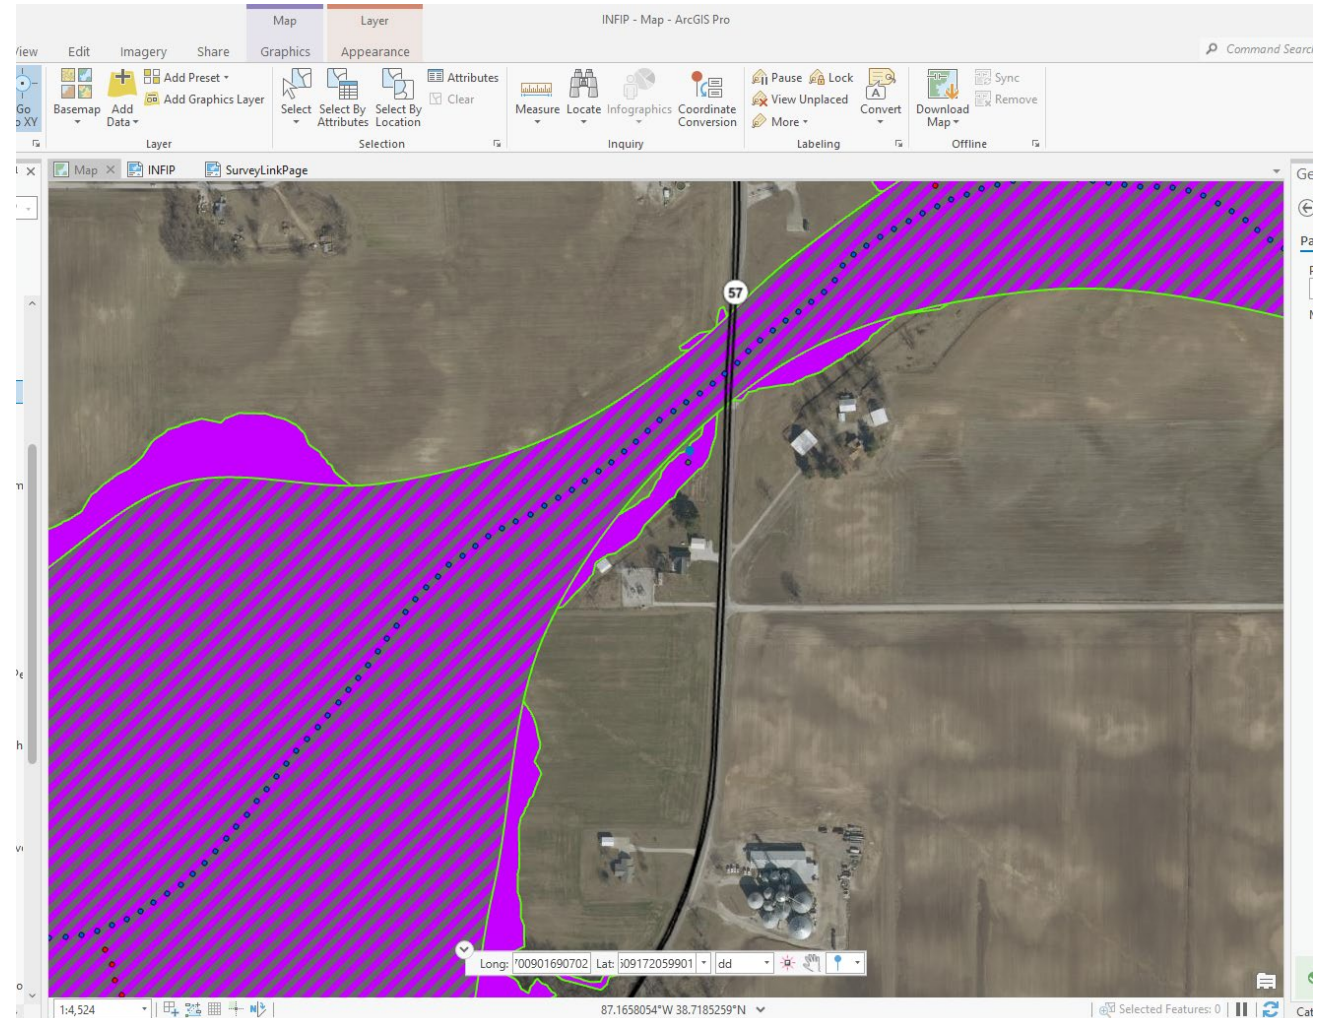 Map
Layer
INFIP - Map - ArcGIS Pro
View Edit Imagery Share Graphics Appearance
Command Search
Go
to XY
Basemap
Add
Data
Add Preset
Add Graphics Layer
Layer
Select
Select By
Attributes
Select By
Location
Attributes
Clear
Selection
Measure
Locate
Infographics
Coordinate
Conversion
Inquiry
Pause
Lock
View Unplaced
More
Convert
Labeling
Download
Map
Sync
Remove
Offline
Map INFIP SurveyLinkPage
57
Long: 700901690702 Lat: 509172059901 dd
1:4,524
87.1658054°W 38.7185259°N
Selected Features: 0